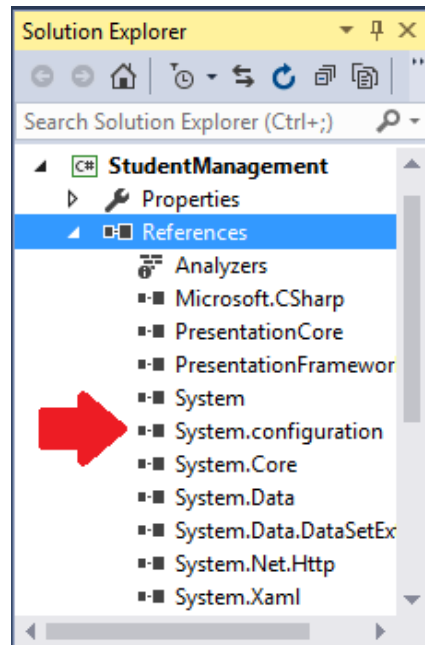 Solution Explorer
Search Solution Explorer (Ctrl+;)
C# StudentManagement
Properties
References
Analyzers
Microsoft.CSharp
PresentationCore
PresentationFramewor
System
System.configuration
System.Core
System.Data
System.Data.DataSetEx
System.Net.Http
System.Xaml